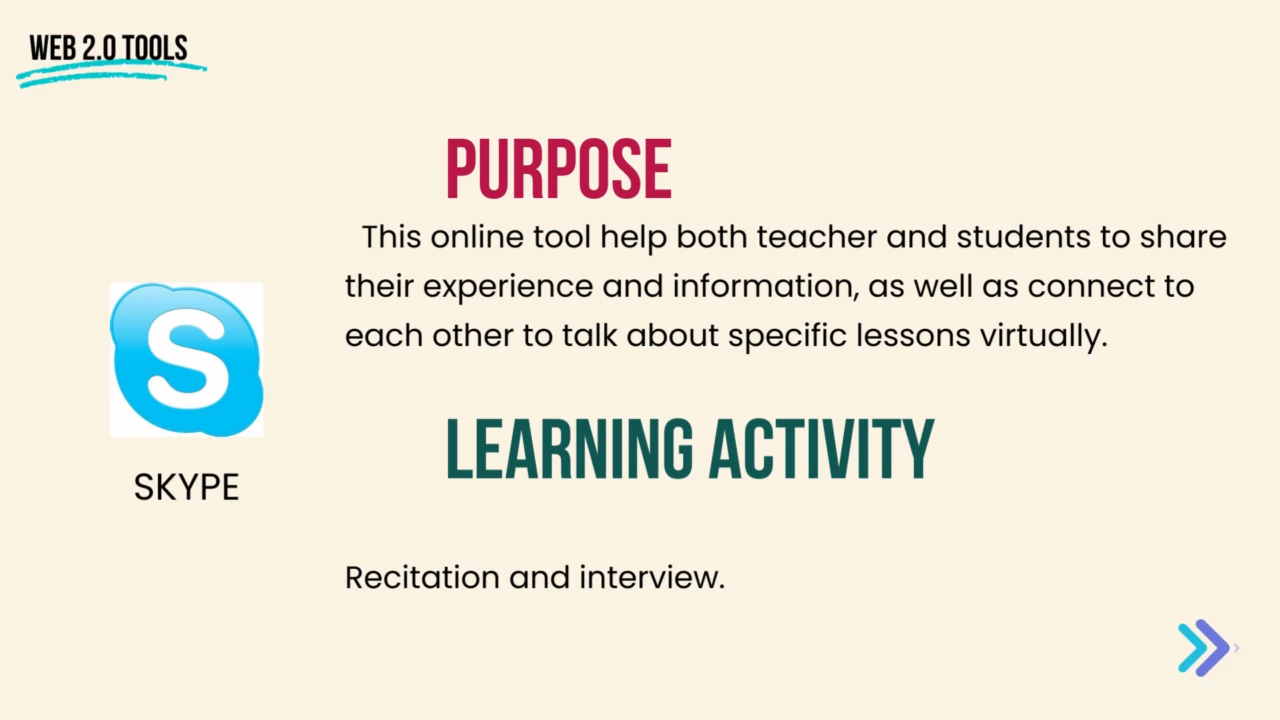 WEB 2.0 TOOLS
PURPOSE
This online tool help both teacher and students to share
their experience and information, as well as connect to
each other to talk about specific lessons virtually.
S
SKYPE
LEARNING ACTIVITY
Recitation and interview.